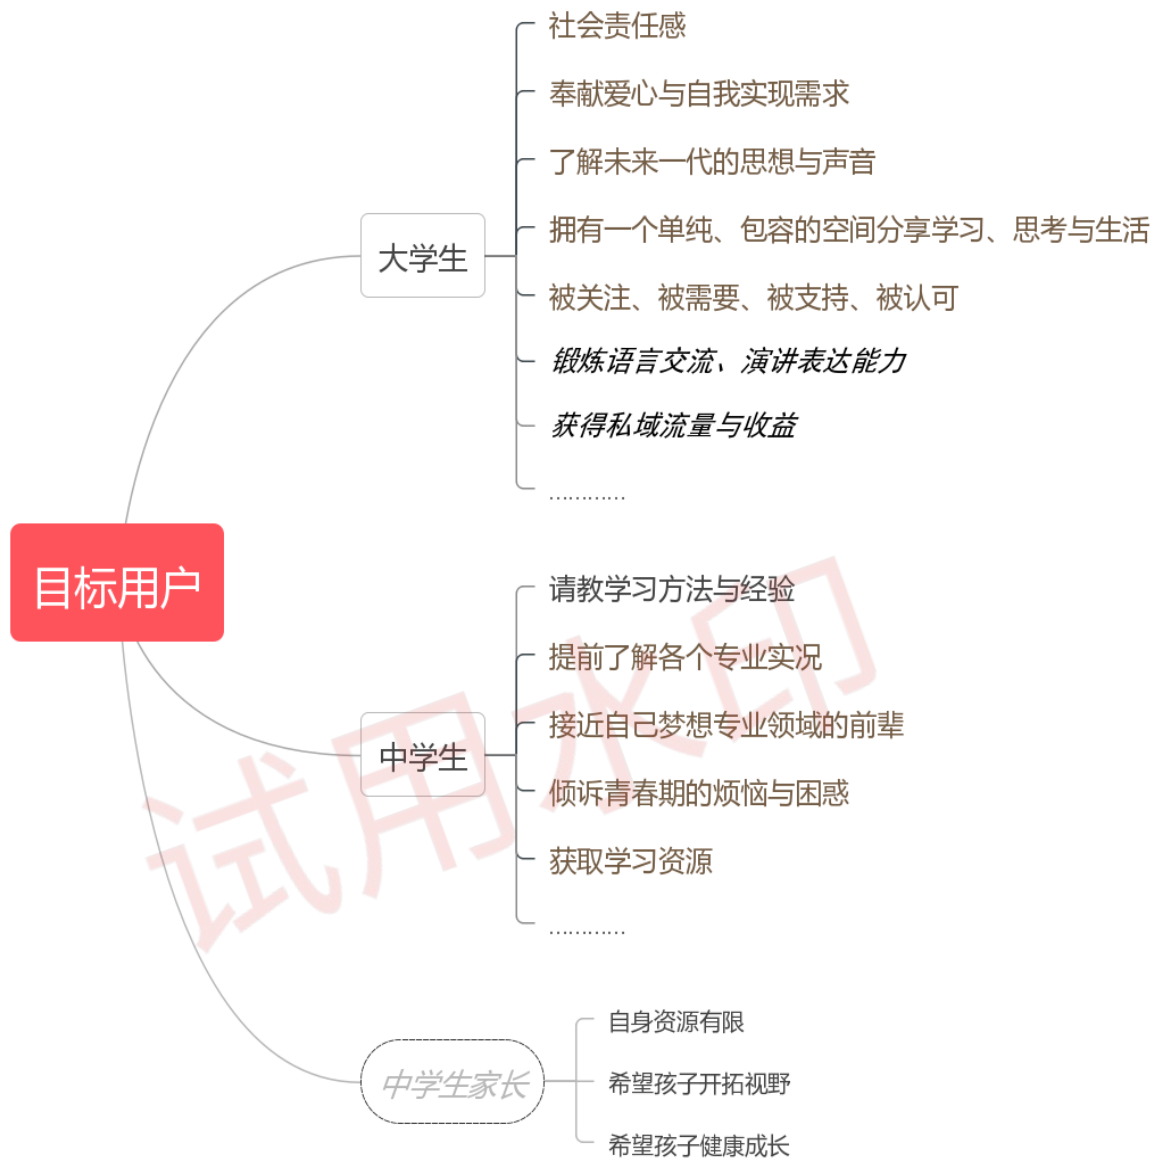 社会责任感
奉献爱心与自我实现需求
了解未来一代的思想与声音
拥有一个单纯、包容的空间分享学习、思考与生活
大学生
被关注、被需要、被支持、被认可
锻炼语言交流、演讲表达能力
获得私域流量与收益
…………
目标用户
请教学习方法与经验
提前了解各个专业实况
接近自己梦想专业领域的前辈
中学生
倾诉青春期的烦恼与困惑
获取学习资源
…………
试用水印
自身资源有限
中学生家长
希望孩子开拓视野
希望孩子健康成长